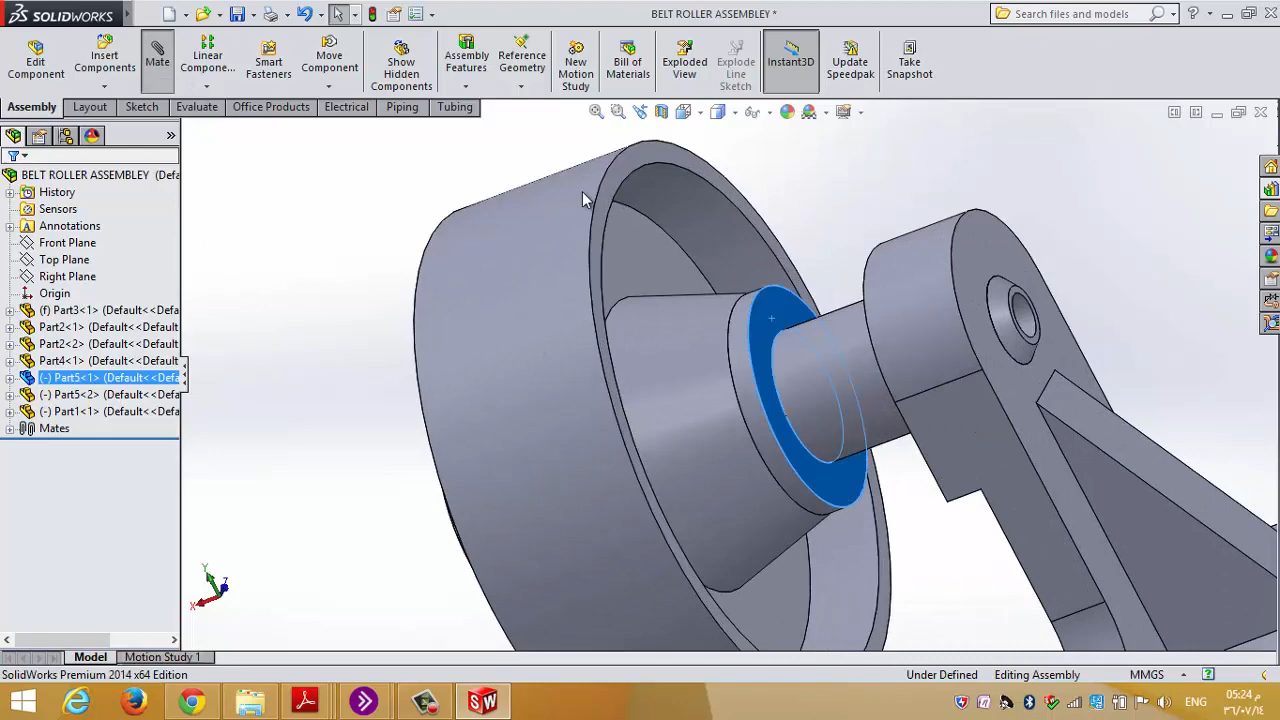 SOLIDWORKS
BELT ROLLER ASSEMBLEY *
Search files and models
Edit Component
Insert Components
Mate
Linear Compone...
Smart Fasteners
Move Component
Show Hidden Components
Assembly Features
Reference Geometry
New Motion Study
Bill of Materials
Exploded View
Explode Line Sketch
Instant3D
Update Speedpak
Take Snapshot
Assembly
Layout
Sketch
Evaluate
Office Products
Electrical
Piping
Tubing
BELT ROLLER ASSEMBLEY (Defa
History
Sensors
Annotations
Front Plane
Top Plane
Right Plane
Origin
(f) Part3<1> (Default<<Defa
Part2<1> (Default<<Default
Part2<2> (Default<<Default
Part4<1> (Default<<Default
(-) Part5<1> (Default<<Defa
(-) Part5<2> (Default<<Defa
(-) Part1<1> (Default<<Defa
Mates
Y
Z
X
Model
Motion Study 1
SolidWorks Premium 2014 x64 Edition
Under Defined
Editing Assembly
MMGS
ENG
05:24 م
٣٦/٠٧/١٤